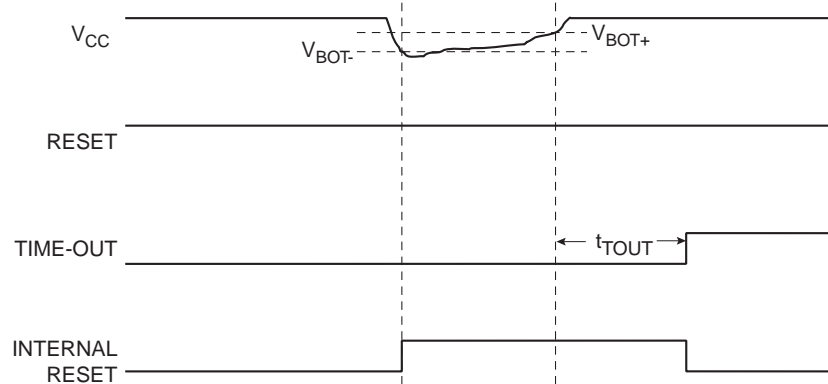 VCC
VBOT-
VBOT+
RESET
TIME-OUT
tTOUT
INTERNAL
RESET